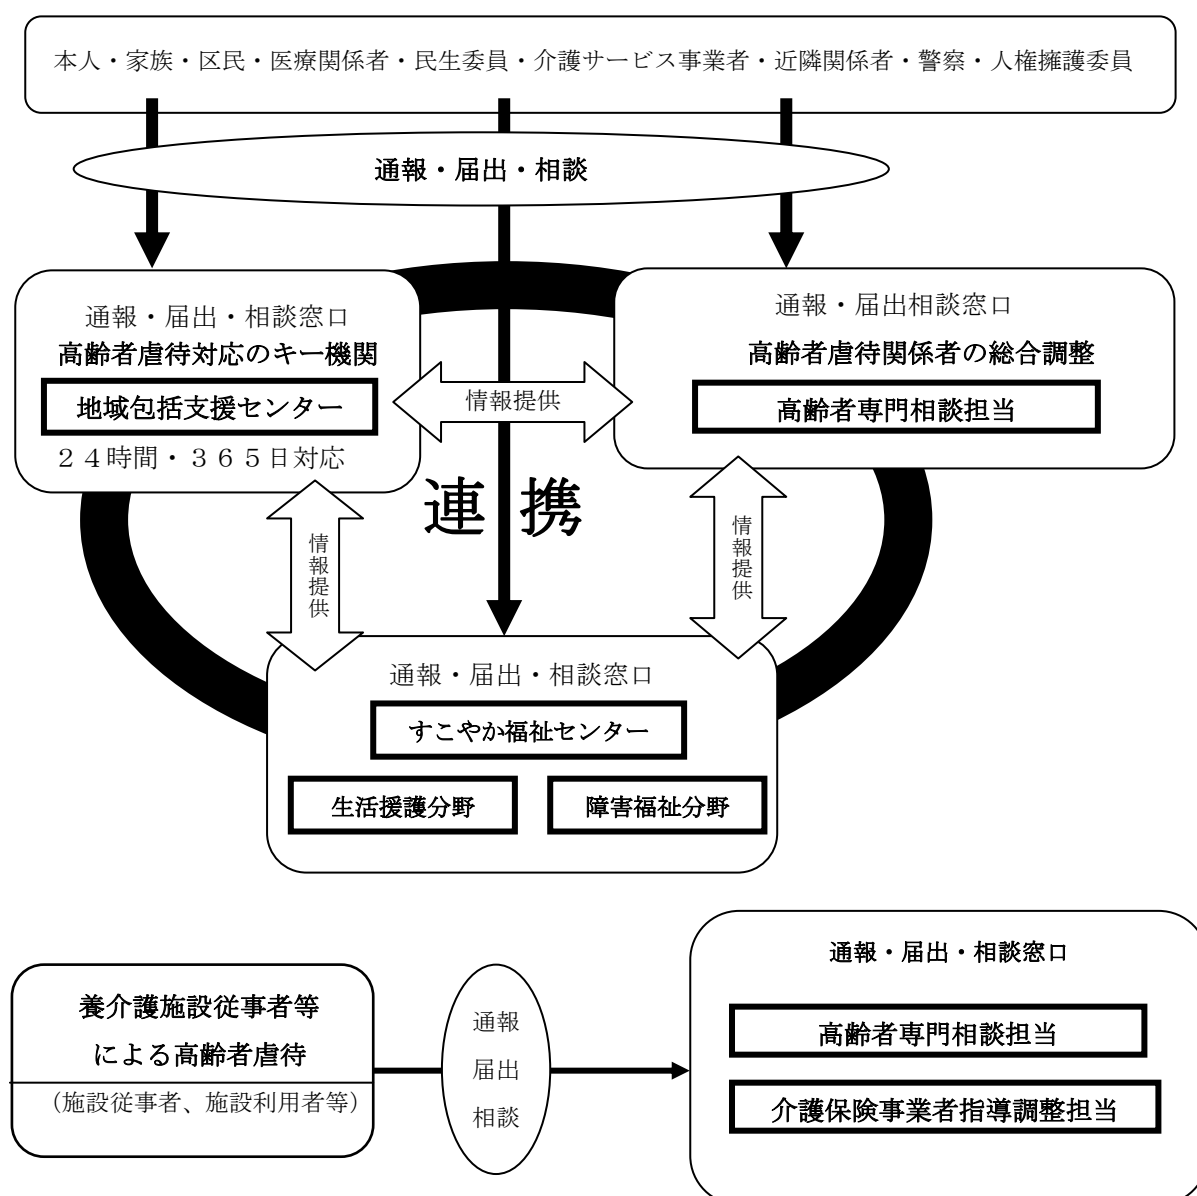 本人・家族・区民・医療関係者・民生委員・介護サービス事業者・近隣関係者・警察・人権擁護委員
通報・届出・相談
通報・届出・相談窓口
高齢者虐待対応のキー機関
地域包括支援センター
２４時間・３６５日対応
通報・届出相談窓口
高齢者虐待関係者の総合調整
高齢者専門相談担当
情報提供
連携
情報提供
情報提供
通報・届出・相談窓口
すこやか福祉センター
生活援護分野
障害福祉分野
養介護施設従事者等
による高齢者虐待
（施設従事者、施設利用者等）
通報
届出
相談
通報・届出・相談窓口
高齢者専門相談担当
介護保険事業者指導調整担当